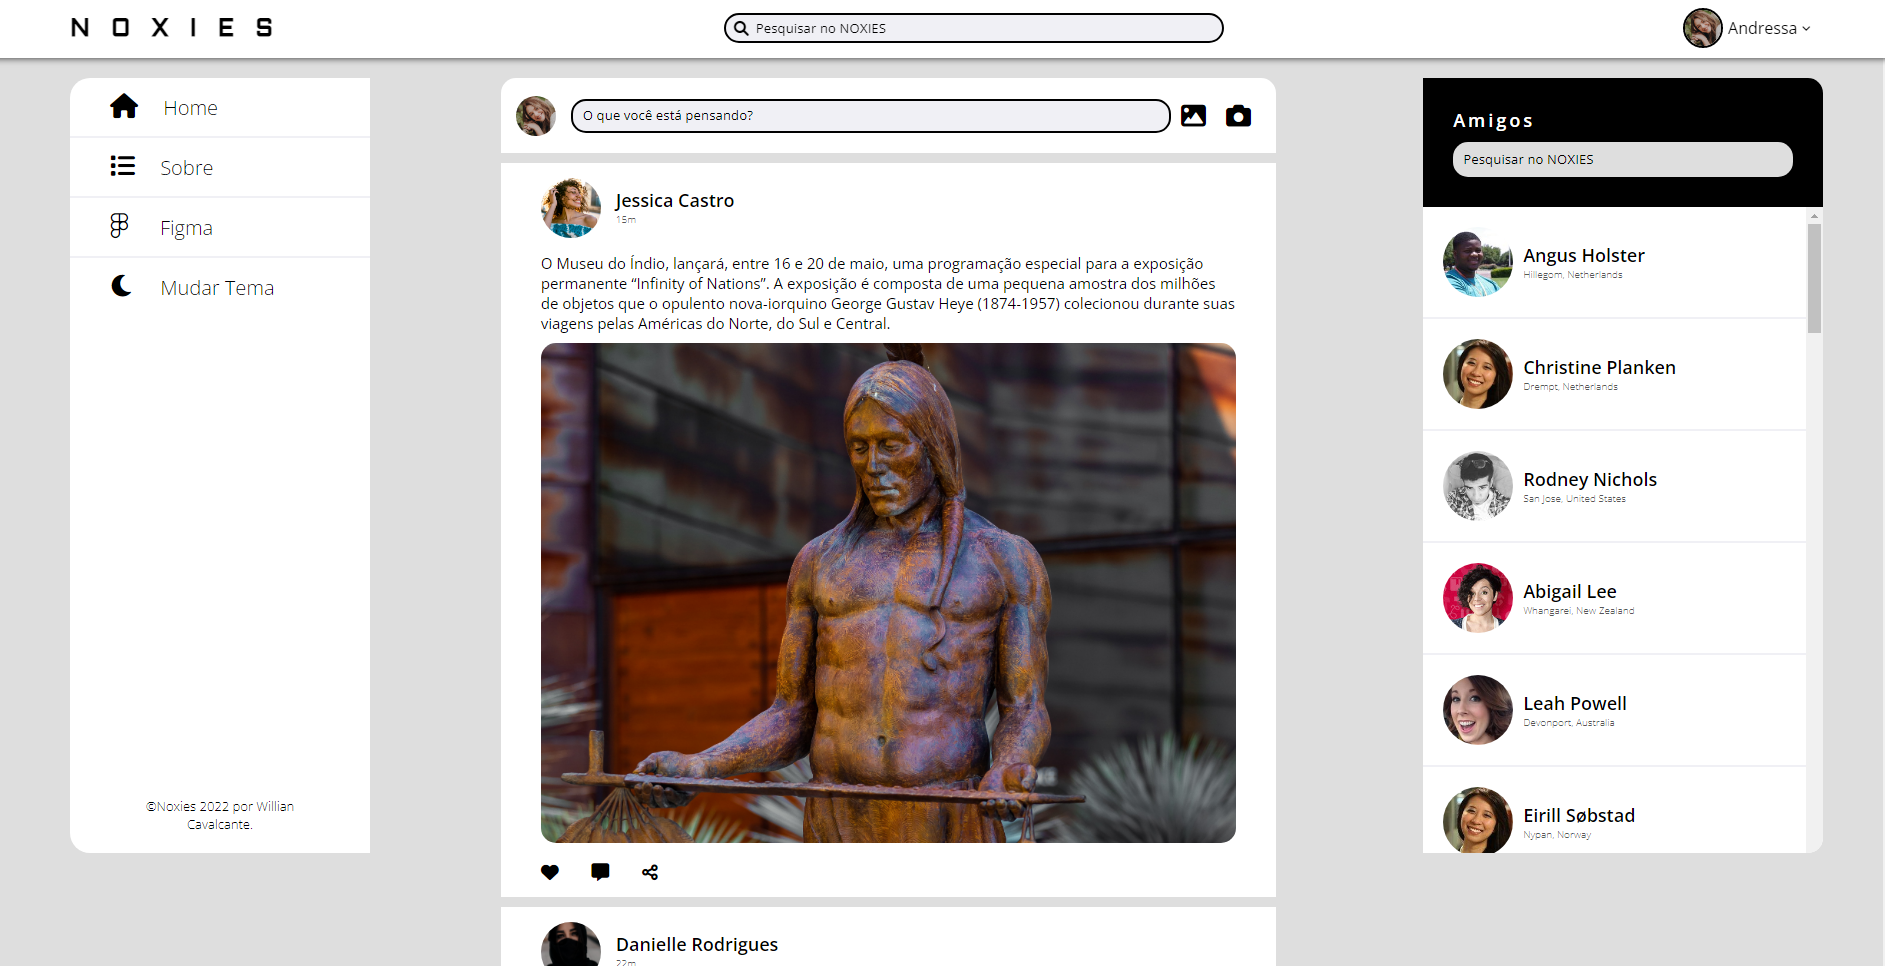 NOXIES
Pesquisar no NOXIES
Andressa
Home
Sobre
Figma
Mudar Tema
©Noxies 2022 por Willian
Cavalcante.
O que você está pensando?
Jessica Castro
15m
O Museu do Índio, lançará, entre 16 e 20 de maio, uma programação especial para a exposição
permanente “Infinity of Nations”. A exposição é composta de uma pequena amostra dos milhões
de objetos que o opulento nova-iorquino George Gustav Heye (1874-1957) colecionou durante suas
viagens pelas Américas do Norte, do Sul e Central.
Danielle Rodrigues
22m
Amigos
Pesquisar no NOXIES
Angus Holster
Hillegom, Netherlands
Christine Planken
Drempt, Netherlands
Rodney Nichols
San Jose, United States
Abigail Lee
Whangarei, New Zealand
Leah Powell
Devonport, Australia
Eirill Søbstad
Nypan, Norway